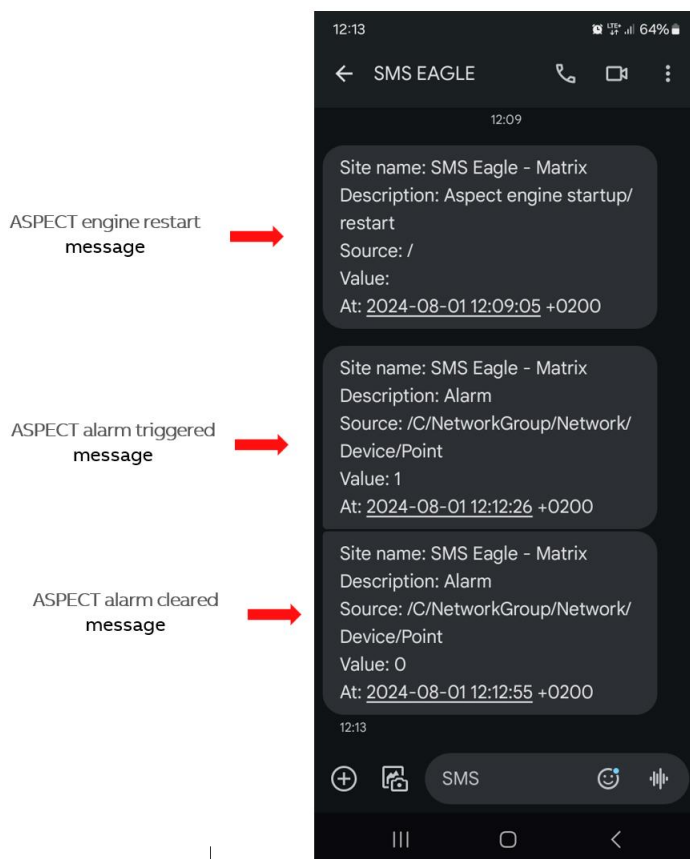 12:13
LTE+
64%
SMS EAGLE
12:09
Site name: SMS Eagle - Matrix
Description: Aspect engine startup/
restart
Source: /
Value:
At: 2024-08-01 12:09:05 +0200
ASPECT engine restart
message
Site name: SMS Eagle - Matrix
Description: Alarm
Source: /C/NetworkGroup/Network/
Device/Point
Value: 1
At: 2024-08-01 12:12:26 +0200
ASPECT alarm triggered
message
Site name: SMS Eagle - Matrix
Description: Alarm
Source: /C/NetworkGroup/Network/
Device/Point
Value: 0
At: 2024-08-01 12:12:55 +0200
ASPECT alarm cleared
message
12:13
SMS